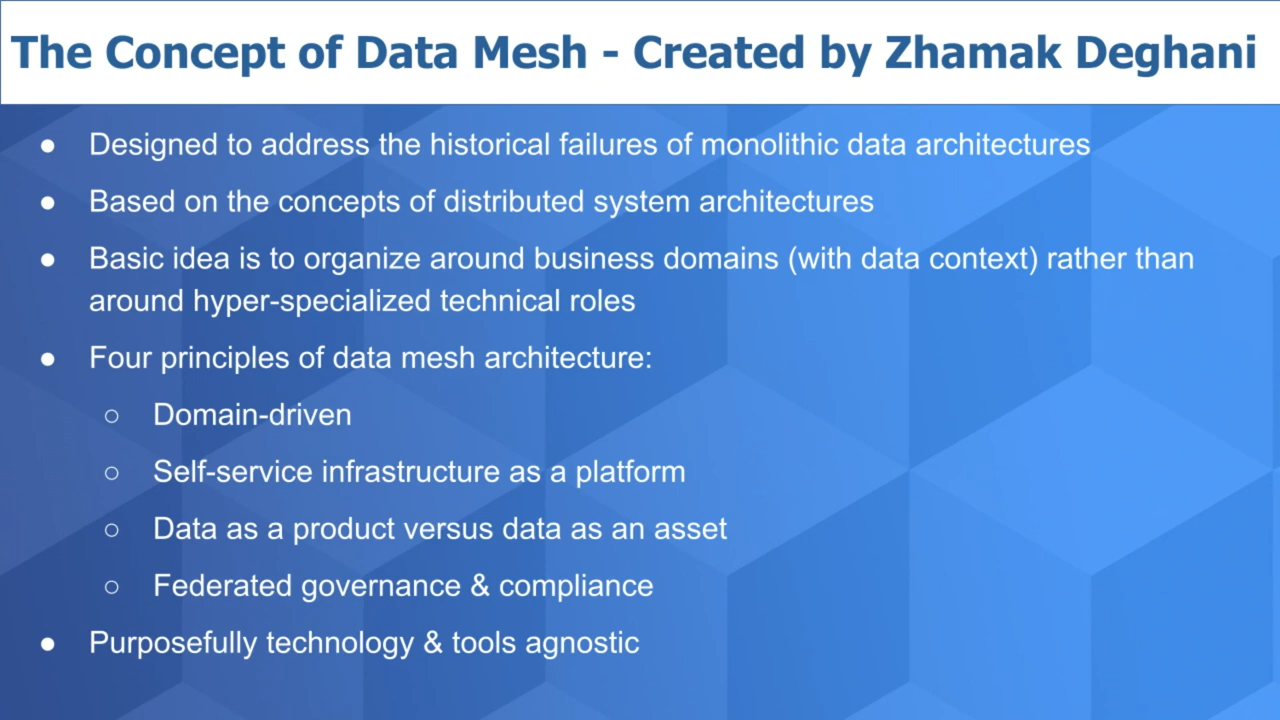 The Concept of Data Mesh - Created by Zhamak Deghani
● Designed to address the historical failures of monolithic data architectures
● Based on the concepts of distributed system architectures
● Basic idea is to organize around business domains (with data context) rather than
around hyper-specialized technical roles
● Four principles of data mesh architecture:
○ Domain-driven
○ Self-service infrastructure as a platform
○ Data as a product versus data as an asset
○ Federated governance & compliance
● Purposefully technology & tools agnostic